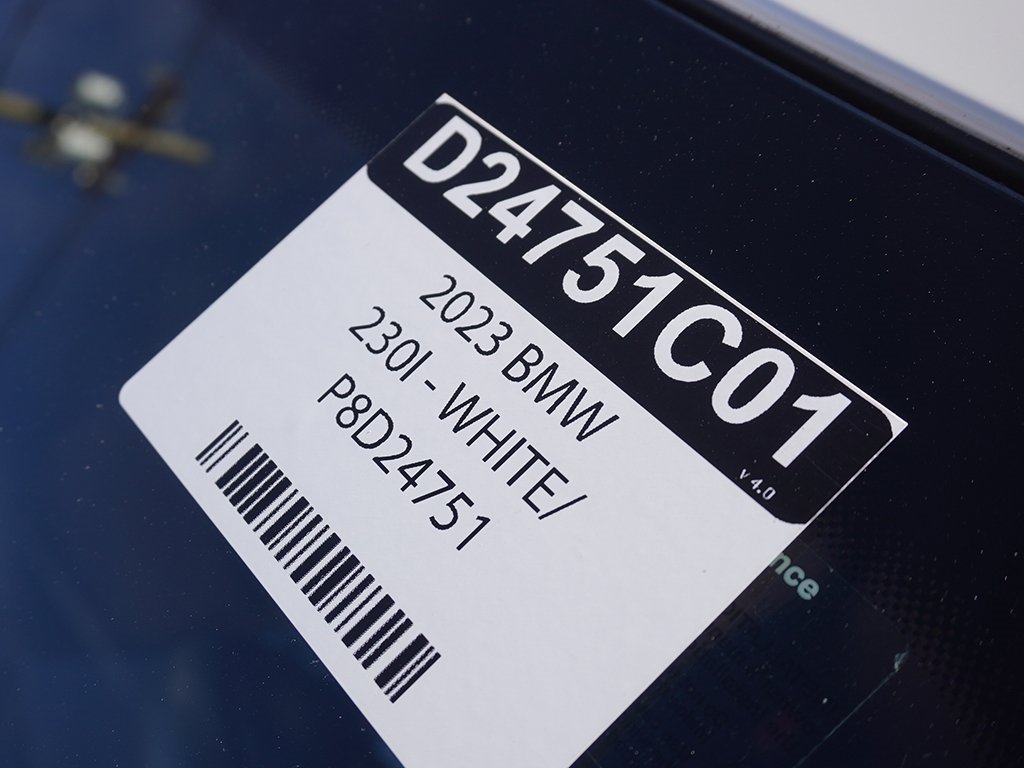 D24751C01
v 4.0
2023 BMW
230I - WHITE/
P8D24751
nce